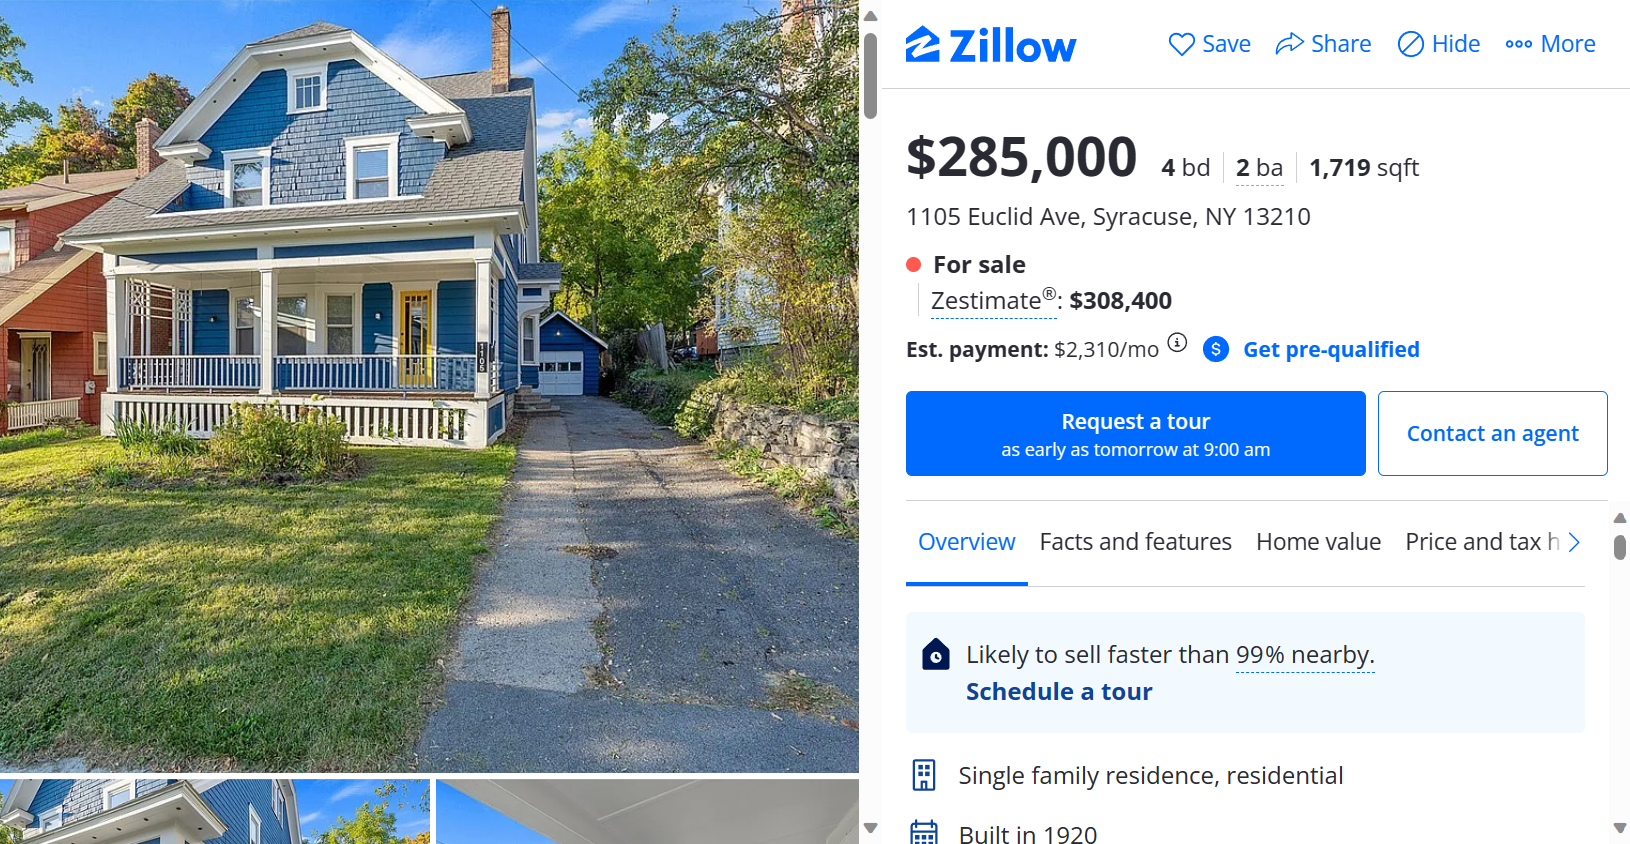 Zillow
Save Share Hide More
$285,000 4 bd 2 ba 1,719 sqft
1105 Euclid Ave, Syracuse, NY 13210
For sale
Zestimate®: $308,400
Est. payment: $2,310/mo Get pre-qualified
Request a tour
as early as tomorrow at 9:00 am
Contact an agent
Overview Facts and features Home value Price and tax h
Likely to sell faster than 99% nearby.
Schedule a tour
Single family residence, residential
Built in 1920
1105